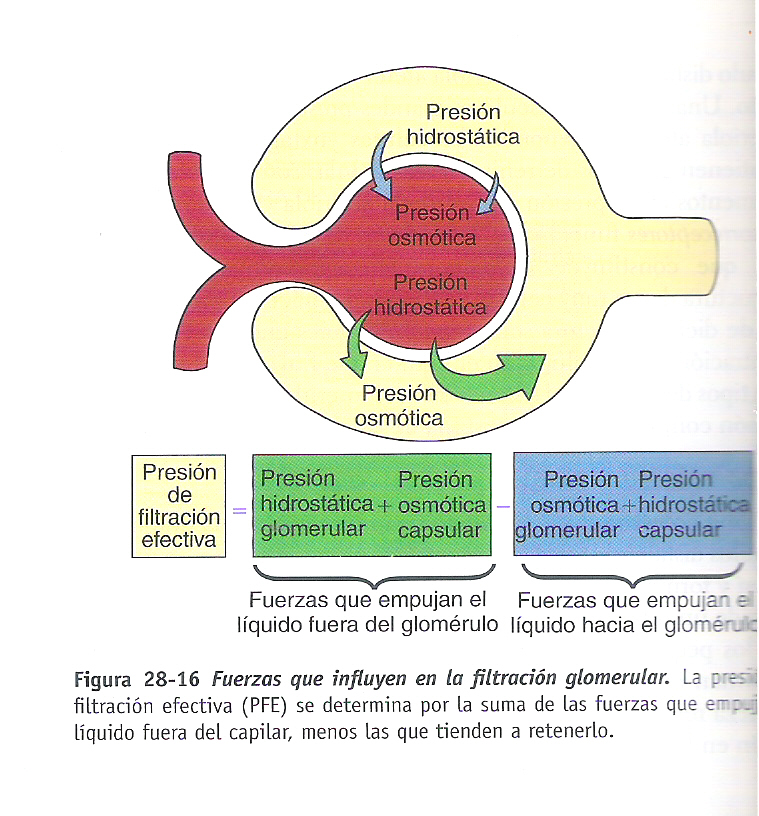 Presión
hidrostática
Presión
osmótica
Presión
hidrostática
Presión
osmótica
Presión
de
filtración
efectiva
=
Presión hidrostática glomerular + Presión osmótica capsular
-
Presión osmótica glomerular + Presión hidrostática capsular
Fuerzas que empujan el
líquido fuera del glomérulo
Fuerzas que empujan el
líquido hacia el glomérulo
Figura 28-16 Fuerzas que influyen en la filtración glomerular. La
filtración efectiva (PFE) se determina por la suma de las fuerzas que
líquido fuera del capilar, menos las que tienden a retenerlo.